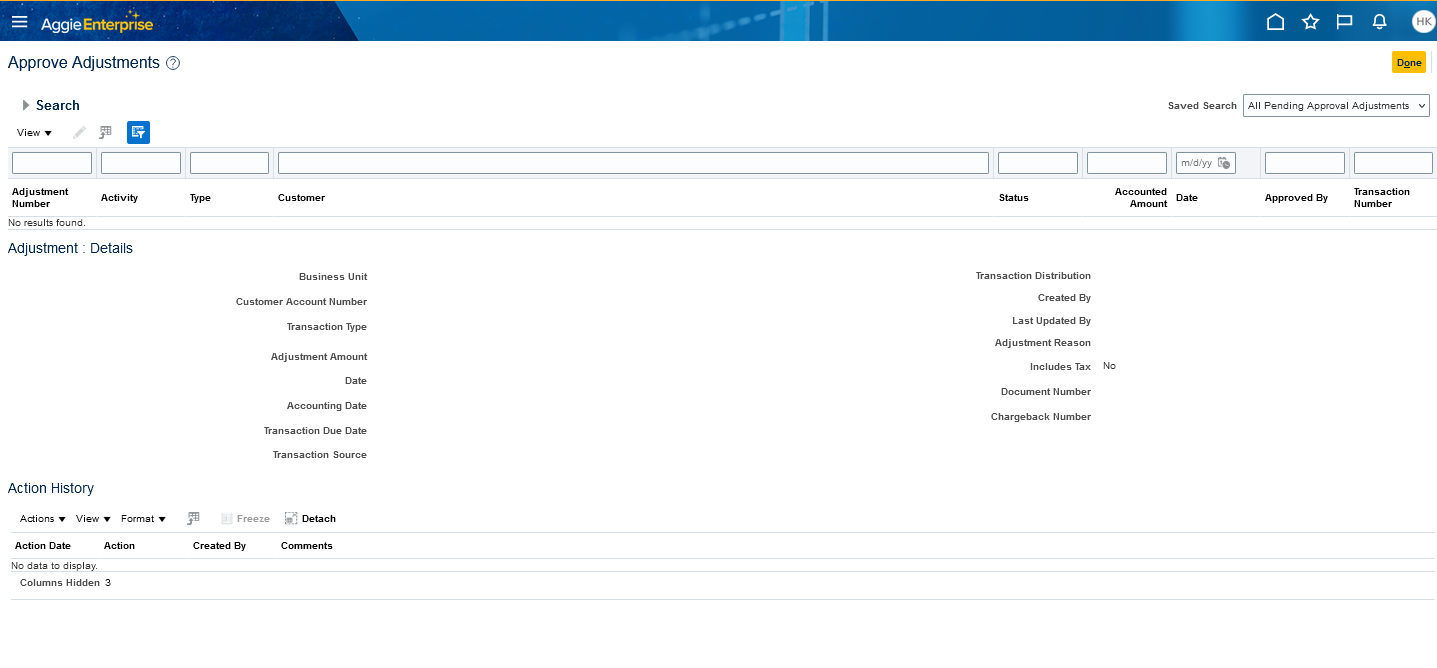 AggieEnterprise
HK
Approve Adjustments ?
Done
Search
Saved Search All Pending Approval Adjustments
View
m/d/yy
Adjustment Number Activity Type Customer Status Accounted Amount Date Approved By Transaction Number
No results found.
Adjustment : Details
Business Unit
Customer Account Number
Transaction Type
Adjustment Amount
Date
Accounting Date
Transaction Due Date
Transaction Source
Transaction Distribution
Created By
Last Updated By
Adjustment Reason
Includes Tax No
Document Number
Chargeback Number
Action History
Actions View Format Freeze Detach
Action Date Action Created By Comments
No data to display.
Columns Hidden 3